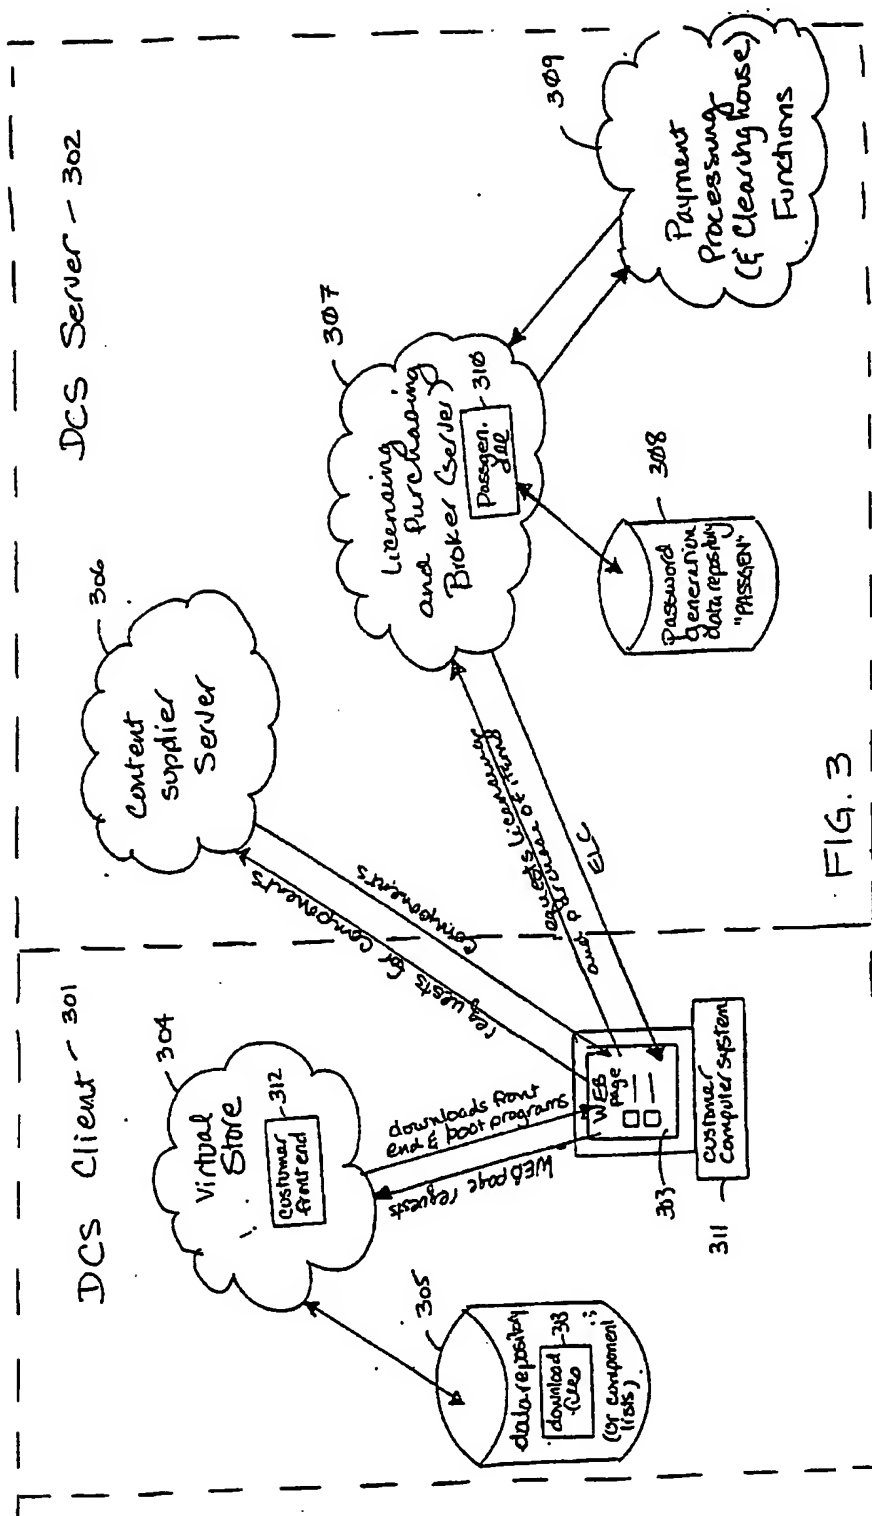 DCS Client - 301
DCS Server - 302
304
Virtual
Store
312
customer
front end
305
data repository
download
files
313
(or component
lists)
downloads front
end & boot programs
WEB page requests
WEB
page
303
customer
computer system
311
requests for components
components
306
Content
Supplier
Server
requests licensing
and purchase of items
ELC
307
Licensing
and Purchasing
Broker (server)
Passgen.
dll
310
308
Password
generation
data repository
"PASSGEN"
309
Payment
Processing
(& Clearinghouse)
Functions
FIG. 3